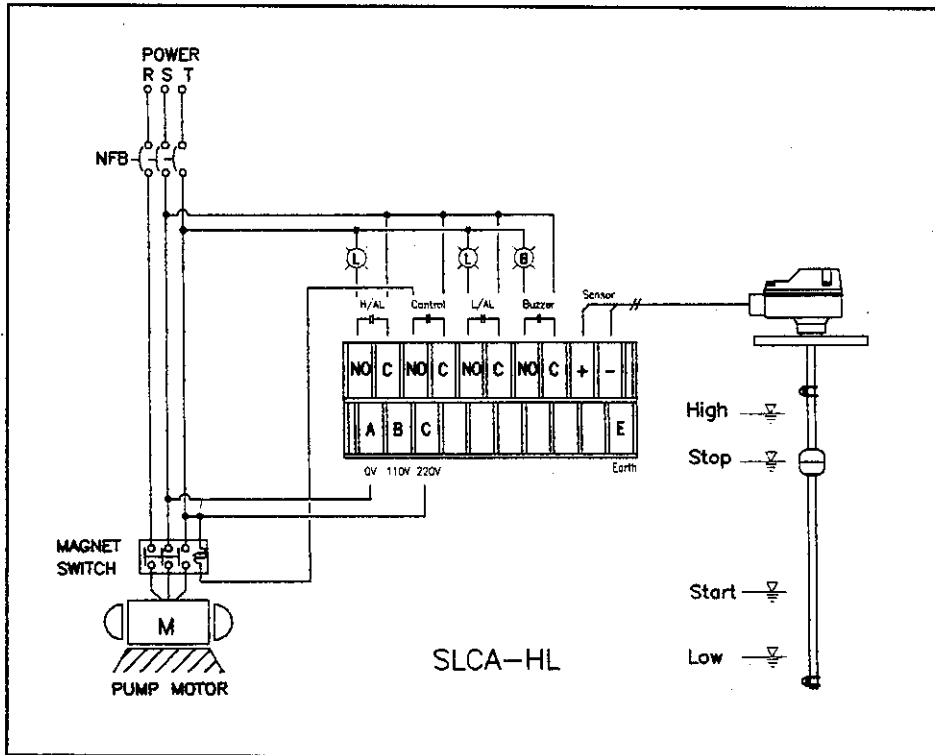 POWER
R S T
NFB
L
L
B
H/AL
Control
L/AL
Buzzer
Sensor
NO C NO C NO C NO C + -
A B C E
0V 110V 220V
Earth
High
Stop
Start
Low
MAGNET
SWITCH
M
PUMP MOTOR
SLCA-HL